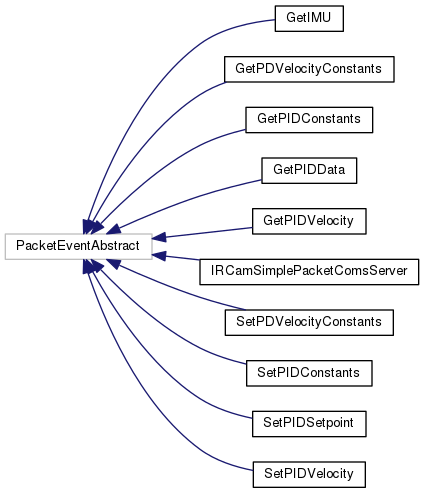 GetIMU
GetPDVelocityConstants
GetPIDConstants
GetPIDData
GetPIDVelocity
PacketEventAbstract
IRCamSimplePacketComsServer
SetPDVelocityConstants
SetPIDConstants
SetPIDSetpoint
SetPIDVelocity